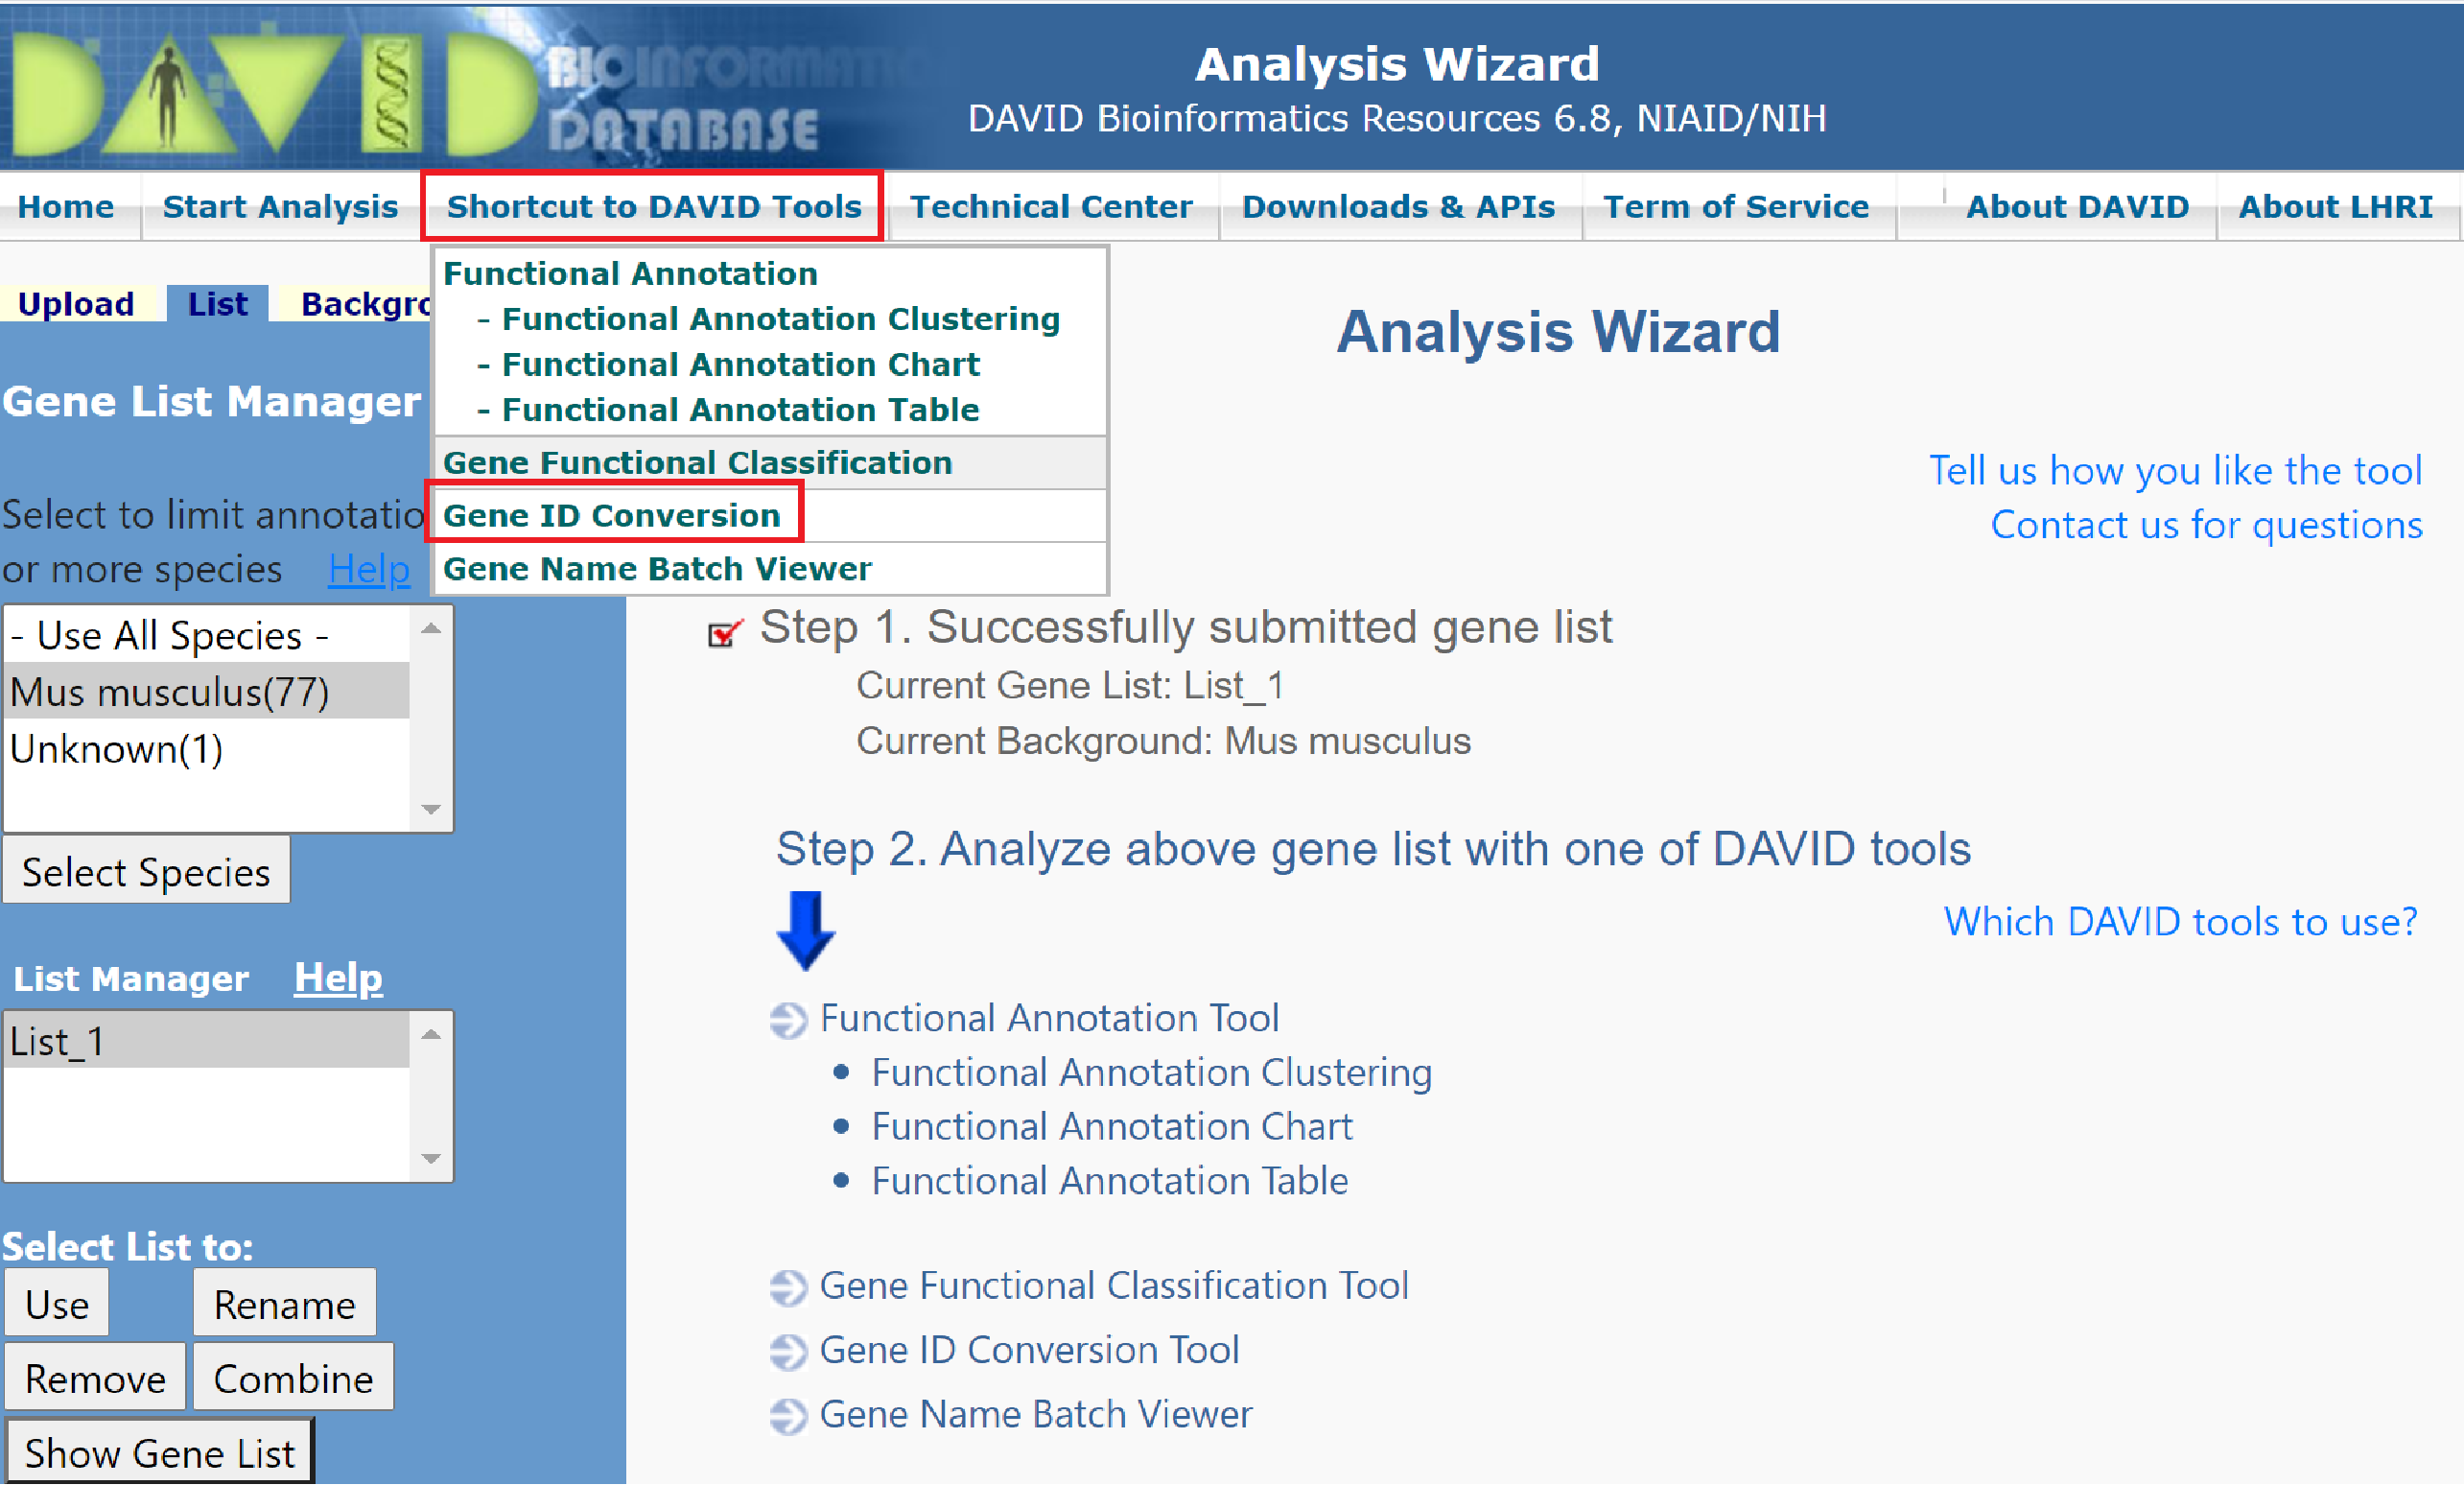 DAVID BIOINFORMATICS
DATABASE
Analysis Wizard
DAVID Bioinformatics Resources 6.8, NIAID/NIH
Home Start Analysis Shortcut to DAVID Tools Technical Center Downloads & APIs Term of Service About DAVID About LHRI
Functional Annotation
- Functional Annotation Clustering
- Functional Annotation Chart
- Functional Annotation Table
Gene Functional Classification
Gene ID Conversion
Gene Name Batch Viewer
Upload List Backgro
Gene List Manager
Select to limit annotatio
or more species Help
- Use All Species -
Mus musculus(77)
Unknown(1)
Select Species
List Manager Help
List_1
Select List to:
Use Rename
Remove Combine
Show Gene List
Analysis Wizard
Tell us how you like the tool
Contact us for questions
Step 1. Successfully submitted gene list
Current Gene List: List_1
Current Background: Mus musculus
Step 2. Analyze above gene list with one of DAVID tools
Which DAVID tools to use?
Functional Annotation Tool
• Functional Annotation Clustering
• Functional Annotation Chart
• Functional Annotation Table
Gene Functional Classification Tool
Gene ID Conversion Tool
Gene Name Batch Viewer